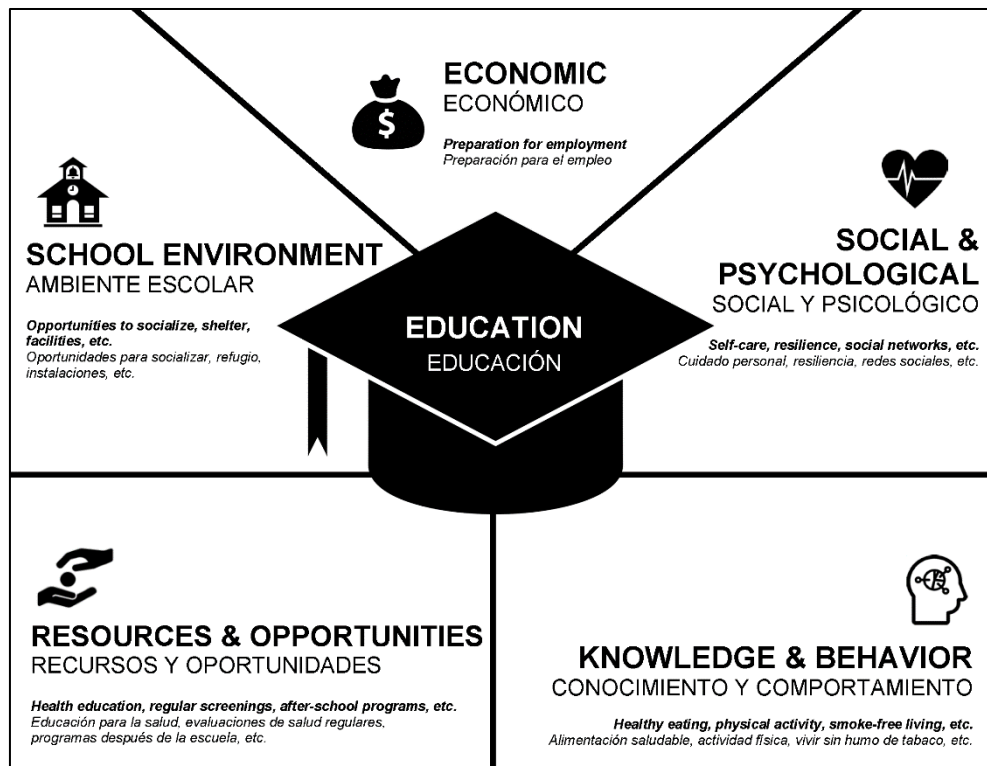 ECONOMIC
ECONÓMICO
$
Preparation for employment
Preparación para el empleo
SCHOOL ENVIRONMENT
AMBIENTE ESCOLAR
Opportunities to socialize, shelter,
facilities, etc.
Oportunidades para socializar, refugio,
instalaciones, etc.
SOCIAL &
PSYCHOLOGICAL
SOCIAL Y PSICOLÓGICO
Self-care, resilience, social networks, etc.
Cuidado personal, resiliencia, redes sociales, etc.
EDUCATION
EDUCACIÓN
RESOURCES & OPPORTUNITIES
RECURSOS Y OPORTUNIDADES
Health education, regular screenings, after-school programs, etc.
Educación para la salud, evaluaciones de salud regulares,
programas después de la escuela, etc.
KNOWLEDGE & BEHAVIOR
CONOCIMIENTO Y COMPORTAMIENTO
Healthy eating, physical activity, smoke-free living, etc.
Alimentación saludable, actividad física, vivir sin humo de tabaco, etc.